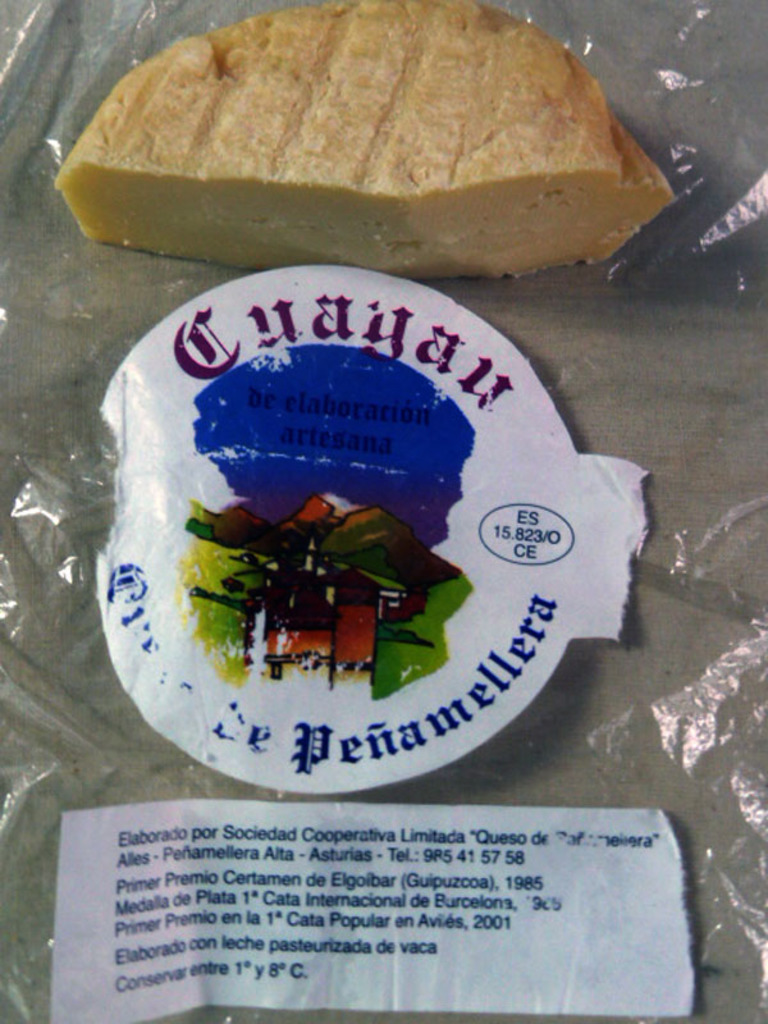 Cuayau
de elaboración
artesana
ES
15.823/O
CE
de Peñamellera
Elaborado por Sociedad Cooperativa Limitada "Queso de
Alles - Peñamellera Alta - Asturias - Tel.: 985 41 57 58
Primer Premio Certamen de Elgoibar (Guipuzcoa), 1985
Medalla de Plata 1ª Cata Internacional de Burcelona,
Primer Premio en la 1ª Cata Popular en Avilés, 2001
Elaborado con leche pasteurizada de vaca
Conservar entre 1º y 8º C.